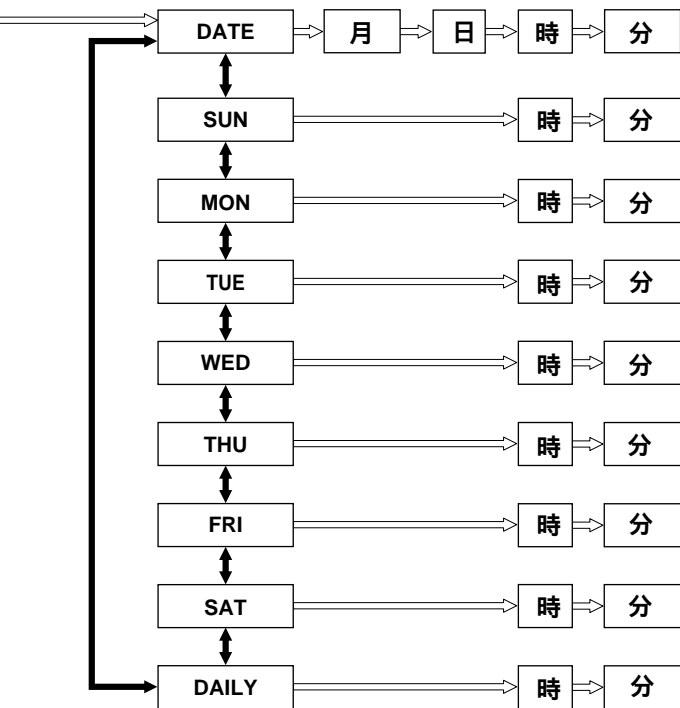 DATE 月 日 時 分
SUN 時 分
MON 時 分
TUE 時 分
WED 時 分
THU 時 分
FRI 時 分
SAT 時 分
DAILY 時 分